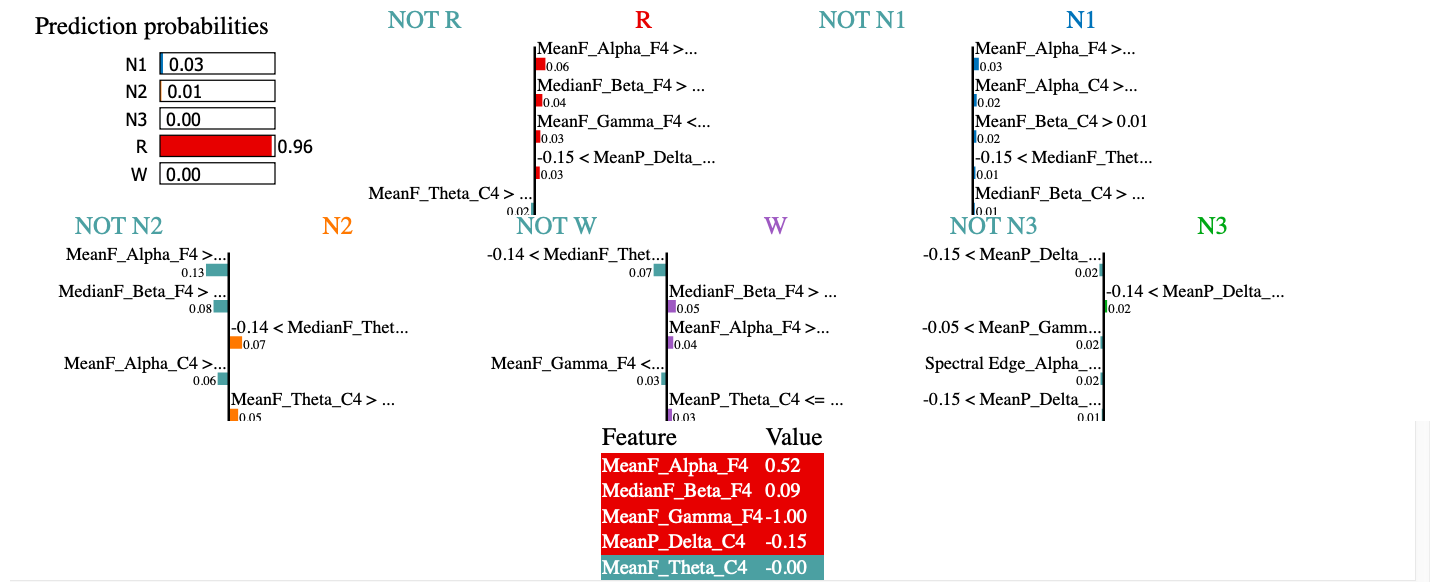 Prediction probabilities
N1 0.03
N2 0.01
N3 0.00
R 0.96
W 0.00
NOT R R
MeanF_Alpha_F4 >...
0.06
MedianF_Beta_F4 > ...
0.04
MeanF_Gamma_F4 <...
0.03
-0.15 < MeanP_Delta_...
0.03
MeanF_Theta_C4 > ...
0.02
NOT N1 N1
MeanF_Alpha_F4 >...
0.03
MeanF_Alpha_C4 >...
0.02
MeanF_Beta_C4 > 0.01
0.02
-0.15 < MedianF_Thet...
0.01
MedianF_Beta_C4 > ...
0.01
NOT N2 N2
MeanF_Alpha_F4 >...
0.13
MedianF_Beta_F4 > ...
0.08
-0.14 < MedianF_Thet...
0.07
MeanF_Alpha_C4 >...
0.06
MeanF_Theta_C4 > ...
0.05
NOT W W
-0.14 < MedianF_Thet...
0.07
MedianF_Beta_F4 > ...
0.05
MeanF_Alpha_F4 >...
0.04
MeanF_Gamma_F4 <...
0.03
MeanP_Theta_C4 <= ...
0.03
NOT N3 N3
-0.15 < MeanP_Delta_...
0.02
-0.14 < MeanP_Delta_...
0.02
-0.05 < MeanP_Gamm...
0.02
Spectral Edge_Alpha_...
0.02
-0.15 < MeanP_Delta_...
0.01
Feature Value
MeanF_Alpha_F4 0.52
MedianF_Beta_F4 0.09
MeanF_Gamma_F4 -1.00
MeanP_Delta_C4 -0.15
MeanF_Theta_C4 -0.00